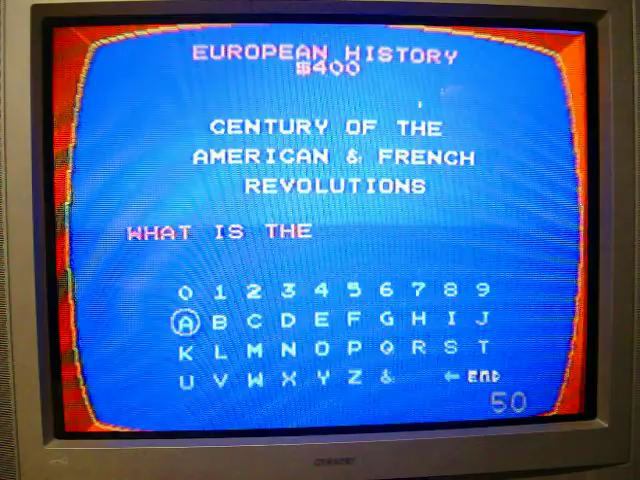 EUROPEAN HISTORY
$400
CENTURY OF THE
AMERICAN & FRENCH
REVOLUTIONS
WHAT IS THE
0 1 2 3 4 5 6 7 8 9
A B C D E F G H I J
K L M N O P Q R S T
U V W X Y Z & ← END
50